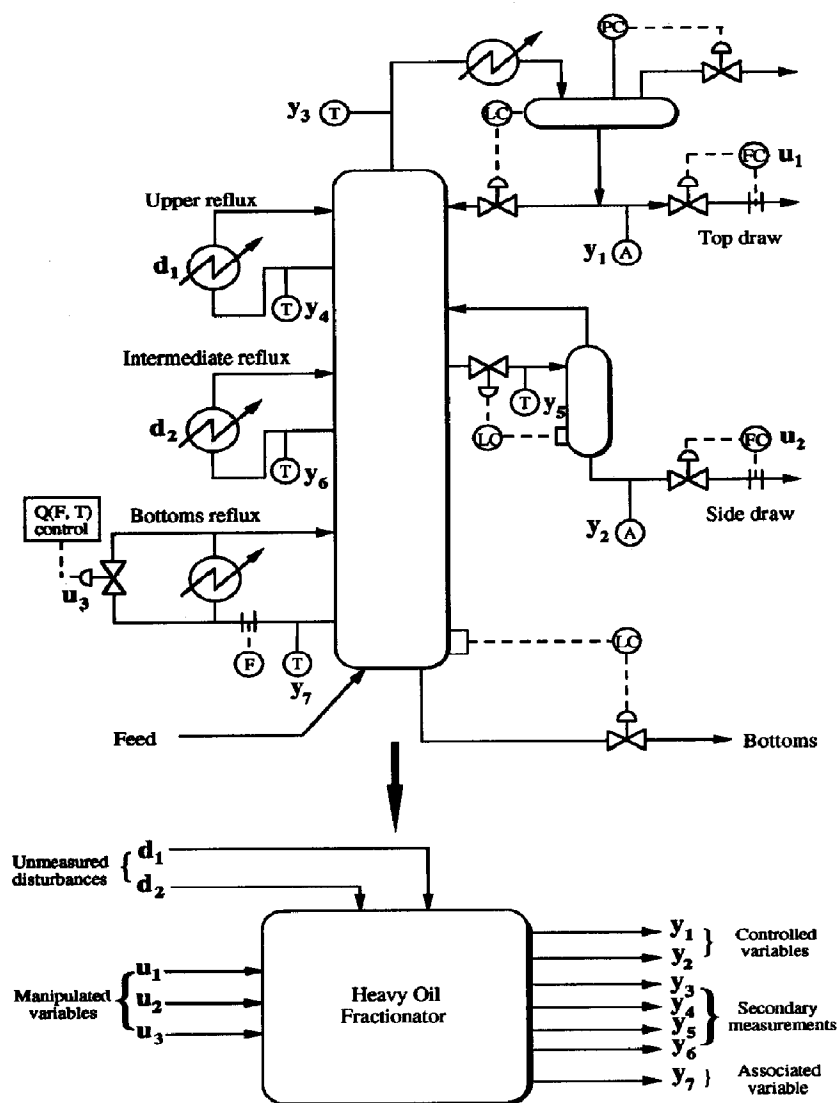 PC
y3
T
LC
FC
u1
Upper reflux
d1
T
y4
y1
A
Top draw
Intermediate reflux
d2
T
y6
T
y5
LC
FC
u2
Q(F, T)
control
Bottoms reflux
y2
A
Side draw
u3
F
T
y7
LC
Feed
Bottoms
Unmeasured
disturbances
{
d1
d2
Manipulated
variables
{
u1
u2
u3
Heavy Oil
Fractionator
y1
y2
}
Controlled
variables
y3
y4
y5
y6
}
Secondary
measurements
y7
}
Associated
variable